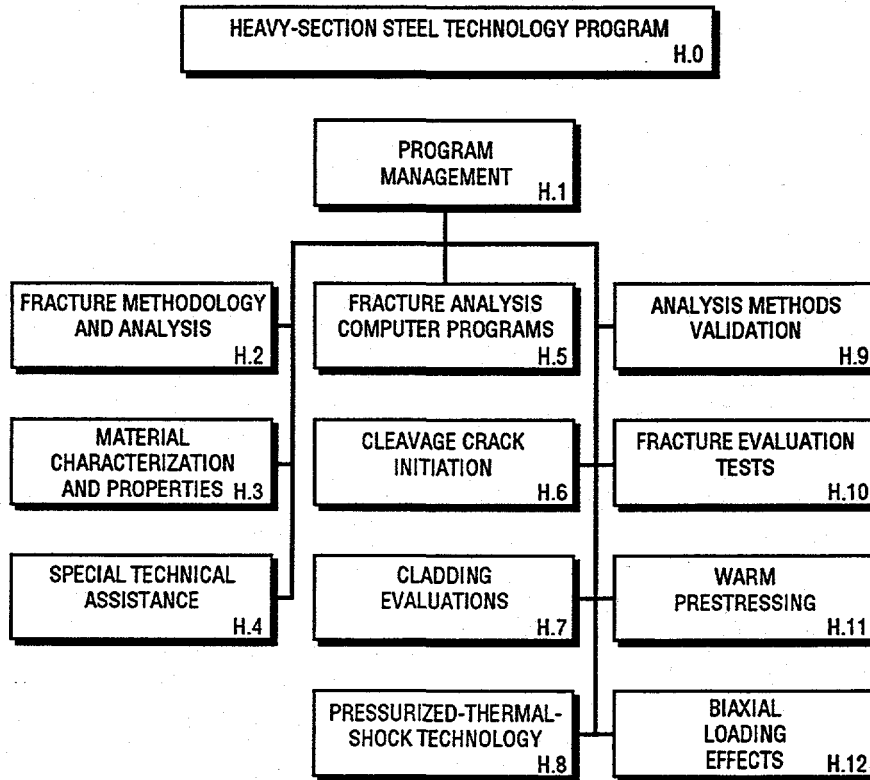 HEAVY-SECTION STEEL TECHNOLOGY PROGRAM
H.0
PROGRAM
MANAGEMENT
H.1
FRACTURE METHODOLOGY
AND ANALYSIS
H.2
FRACTURE ANALYSIS
COMPUTER PROGRAMS
H.5
ANALYSIS METHODS
VALIDATION
H.9
MATERIAL
CHARACTERIZATION
AND PROPERTIES H.3
CLEAVAGE CRACK
INITIATION
H.6
FRACTURE EVALUATION
TESTS
H.10
SPECIAL TECHNICAL
ASSISTANCE
H.4
CLADDING
EVALUATIONS
H.7
WARM
PRESTRESSING
H.11
PRESSURIZED-THERMAL-
SHOCK TECHNOLOGY
H.8
BIAXIAL
LOADING
EFFECTS H.12